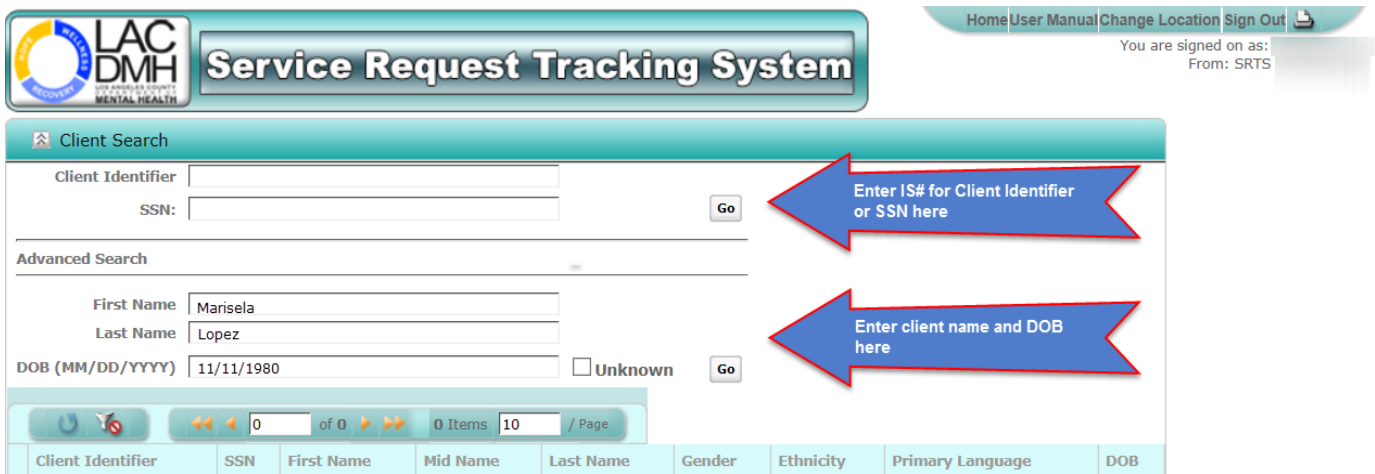 Home User Manual Change Location Sign Out
You are signed on as:
From: SRTS
HOPE WELLNESS RECOVERY
LAC
DMH
LOS ANGELES COUNTY
DEPARTMENT OF
MENTAL HEALTH
Service Request Tracking System
Client Search
Client Identifier
SSN:
Go
Enter IS# for Client Identifier
or SSN here
Advanced Search
First Name Marisela
Last Name Lopez
DOB (MM/DD/YYYY) 11/11/1980 Unknown Go
Enter client name and DOB
here
0 of 0 0 Items 10 / Page
Client Identifier SSN First Name Mid Name Last Name Gender Ethnicity Primary Language DOB